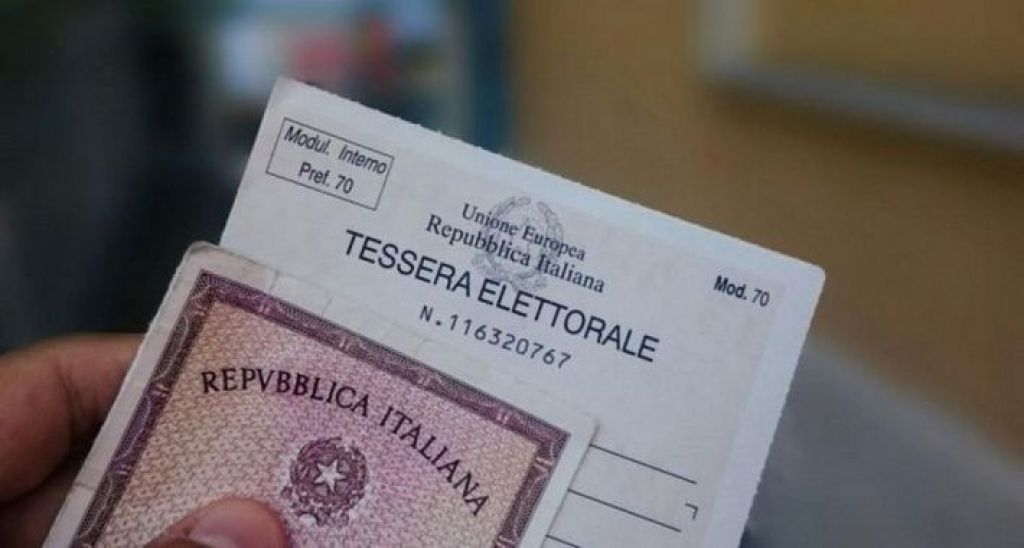 Modul. Interno
Pref. 70
Unione Europea
Repubblica Italiana
TESSERA ELETTORALE
Mod. 70
N.116320767
REPVBBLICA ITALIANA